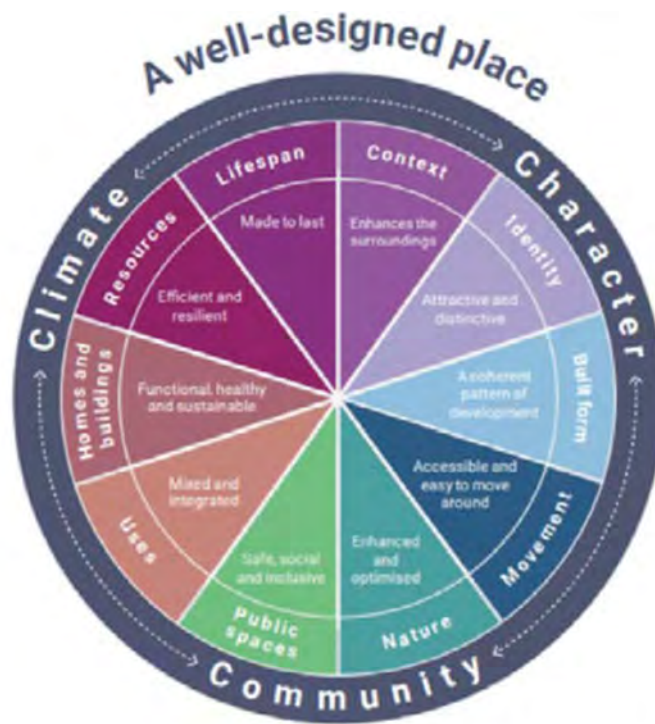 A well-designed place
Climate
Character
Community
Context
Enhances the
surroundings
Identity
Attractive and
distinctive
Built form
A coherent
pattern of
development
Movement
Accessible and
easy to move
around
Nature
Enhanced
and
optimised
Public
spaces
Safe, social
and inclusive
Uses
Mixed and
integrated
Homes and
buildings
Functional, healthy
and sustainable
Resources
Efficient and
resilient
Lifespan
Made to last